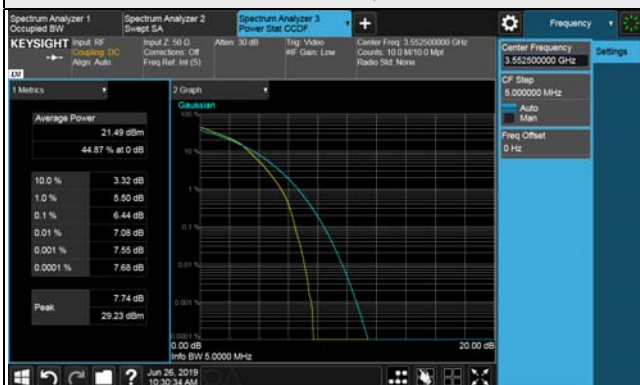 Spectrum Analyzer 1
Occupied BW
Spectrum Analyzer 2
Swept SA
Spectrum Analyzer 3
Power Stat CCDF
Frequency
KEYSIGHT
Input: RF
Coupling: DC
Align: Auto
Input Z: 50 Ω
Corrections: Off
Freq Ref: Int (S)
Atten: 30 dB
Trig: Video
#IF Gain: Low
Center Freq: 3.552500000 GHz
Counts: 10.0 M/10.0 Mpt
Radio Std: None
Center Frequency
3.552500000 GHz
Settings
CF Step
5.000000 MHz
Auto
Man
Freq Offset
0 Hz
1 Metrics
Average Power
21.49 dBm
44.87 % at 0 dB
10.0 % 3.32 dB
1.0 % 5.50 dB
0.1 % 6.44 dB
0.01 % 7.08 dB
0.001 % 7.55 dB
0.0001 % 7.68 dB
Peak
7.74 dB
29.23 dBm
2 Graph
Gaussian
100 %
10 %
1 %
0.1 %
0.01 %
0.001 %
0.0001 %
0.00 dB 20.00 dB
Info BW 5.0000 MHz
Jun 26, 2019
10:30:34 AM